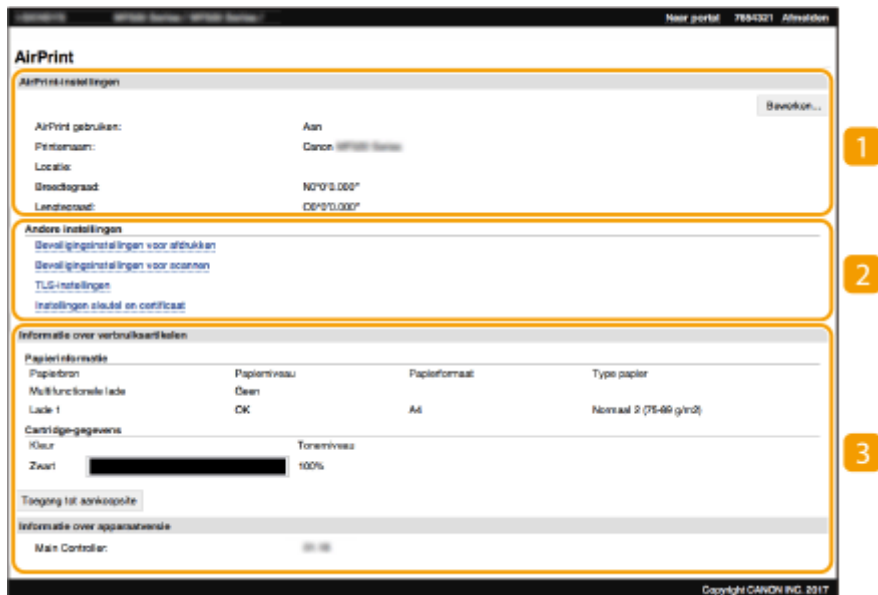 Naar portal 7654321 Afmelden
AirPrint
AirPrint-instellingen
Bewerken...
AirPrint gebruiken: Aan
Printernaam: Canon
Locatie:
Breedtegraad: N0°0'0.000"
Lengtegraad: O0°0'0.000"
1
Andere instellingen
Beveiligingsinstellingen voor afdrukken
Beveiligingsinstellingen voor scannen
TLS-instellingen
Instellingen sleutel en certificaat
2
Informatie over verbruiksartikelen
Papierinformatie
Papierbron Papierniveau Papierformaat Type papier
Multifunctionele lade Geen
Lade 1 OK A4 Normaal 2 (75-89 g/m2)
Cartridge-gegevens
Kleur Tonerniveau
Zwart 100%
3
Toegang tot aankoopsite
Informatie over apparaatversie
Main Controller:
Copyright CANON INC. 2017